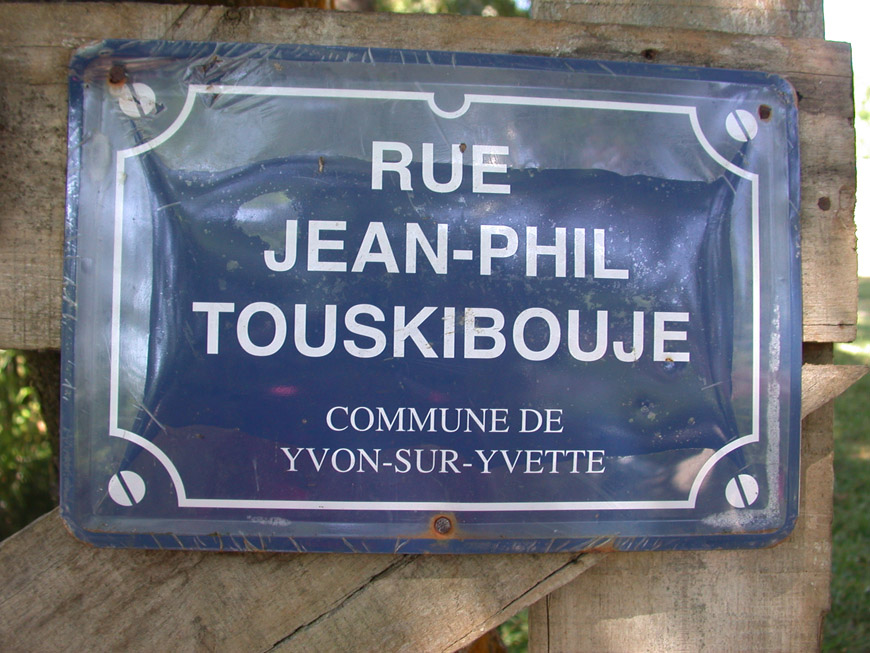 RUE
JEAN-PHIL
TOUSKIBOUJE
COMMUNE DE
YVON-SUR-YVETTE